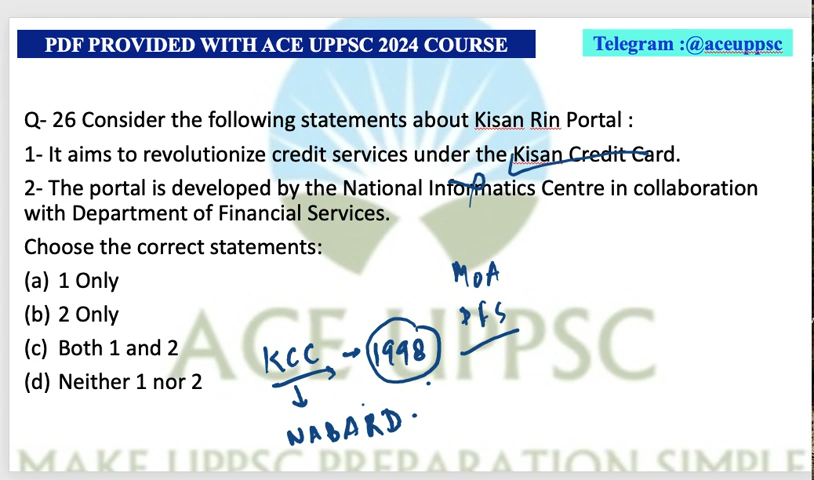 PDF PROVIDED WITH ACE UPPSC 2024 COURSE
Telegram :@aceuppsc
Q- 26 Consider the following statements about Kisan Rin Portal :
1- It aims to revolutionize credit services under the Kisan Credit Card.
2- The portal is developed by the National Informatics Centre in collaboration
with Department of Financial Services.
Choose the correct statements:
(a) 1 Only
(b) 2 Only
(c) Both 1 and 2
(d) Neither 1 nor 2
MOA
DFS
KCC → 1998
NABARD.
ACE UPPSC
MAKE UPPSC PREPARATION SIMPLE